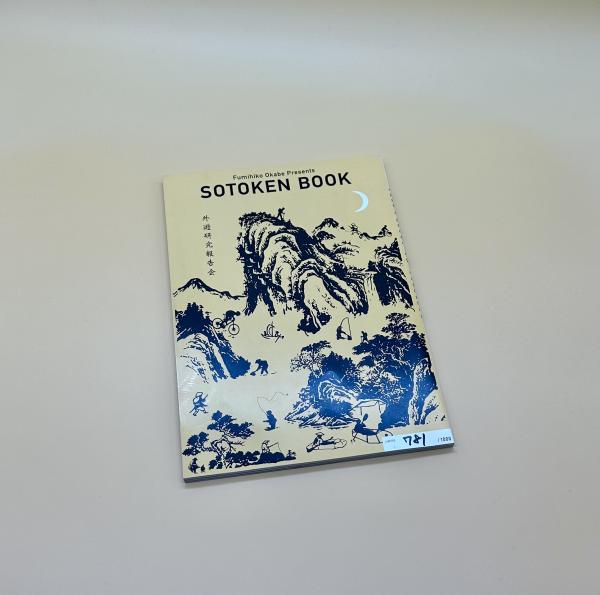 Fumihiko Okabe Presents
SOTOKEN BOOK
外遊研究報告会
781
/1000